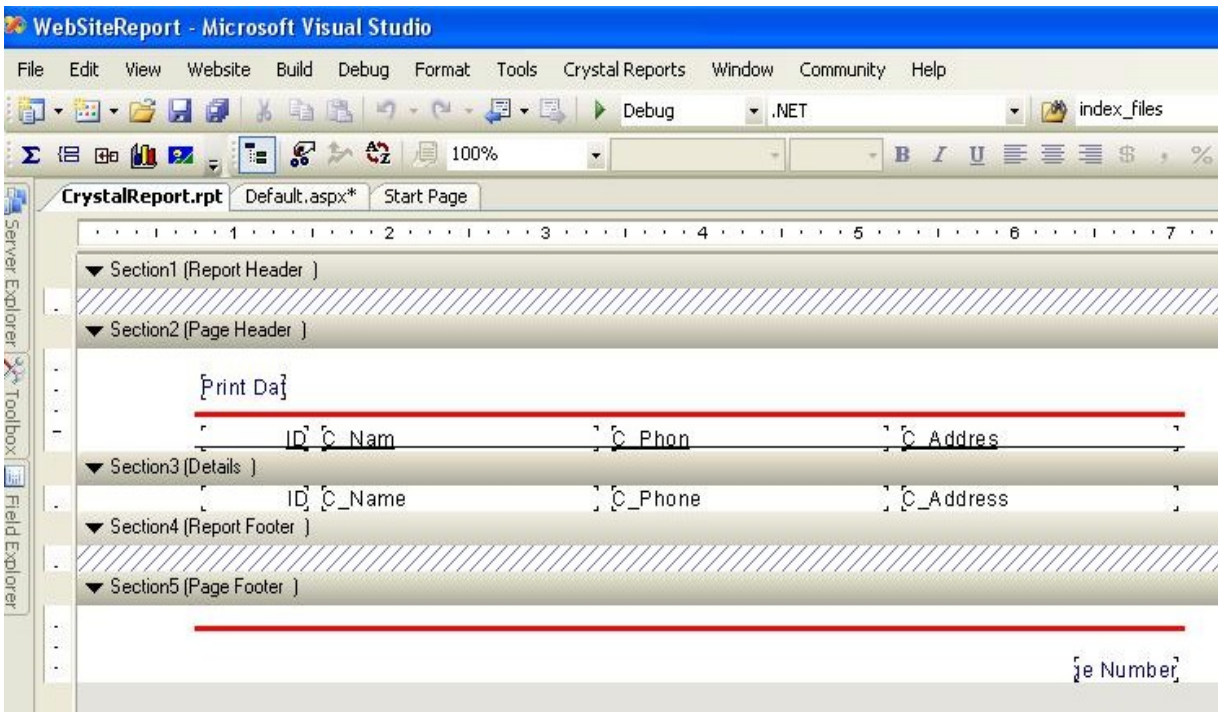 WebSiteReport - Microsoft Visual Studio
File Edit View Website Build Debug Format Tools Crystal Reports Window Community Help
Debug .NET index_files
Σ 100% B I U $ , %
CrystalReport.rpt Default.aspx* Start Page
1 2 3 4 5 6 7
Server Explorer
Toolbox
Field Explorer
Section1 (Report Header )
Section2 (Page Header )
Print Dat
ID C_Nam C_Phon C_Addres
Section3 (Details )
ID C_Name C_Phone C_Address
Section4 (Report Footer )
Section5 (Page Footer )
ge Number